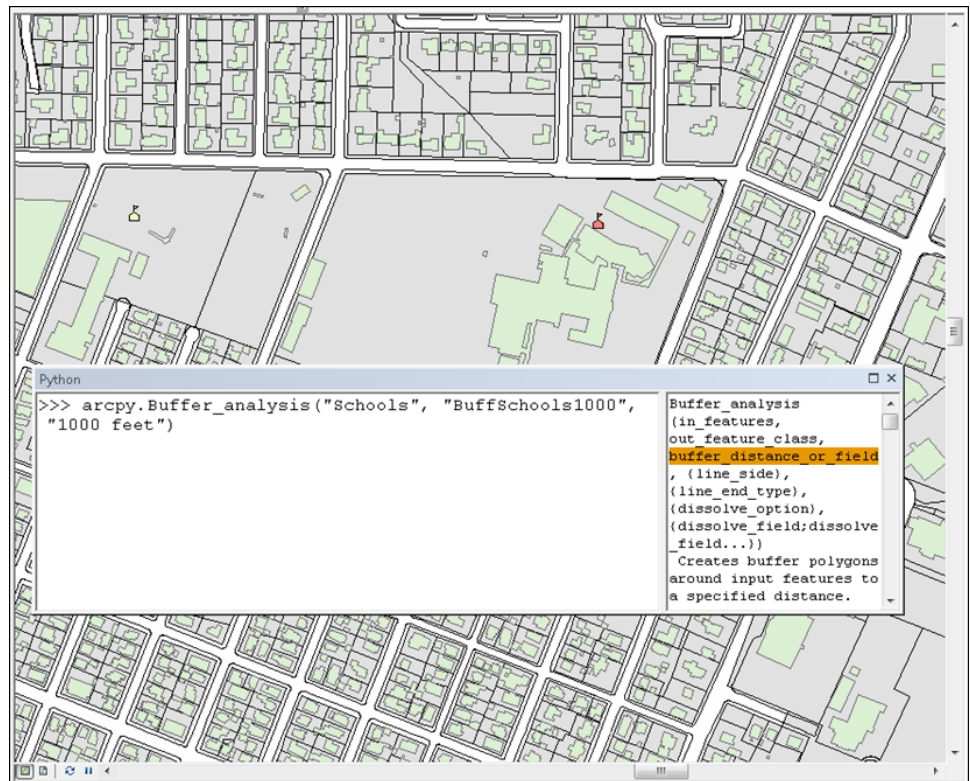 Python
>>> arcpy.Buffer_analysis("Schools", "BuffSchools1000",
"1000 feet")
Buffer_analysis
(in_features,
out_feature_class,
buffer_distance_or_field
, {line_side},
{line_end_type},
{dissolve_option},
{dissolve_field;dissolve
_field...})
Creates buffer polygons
around input features to
a specified distance.